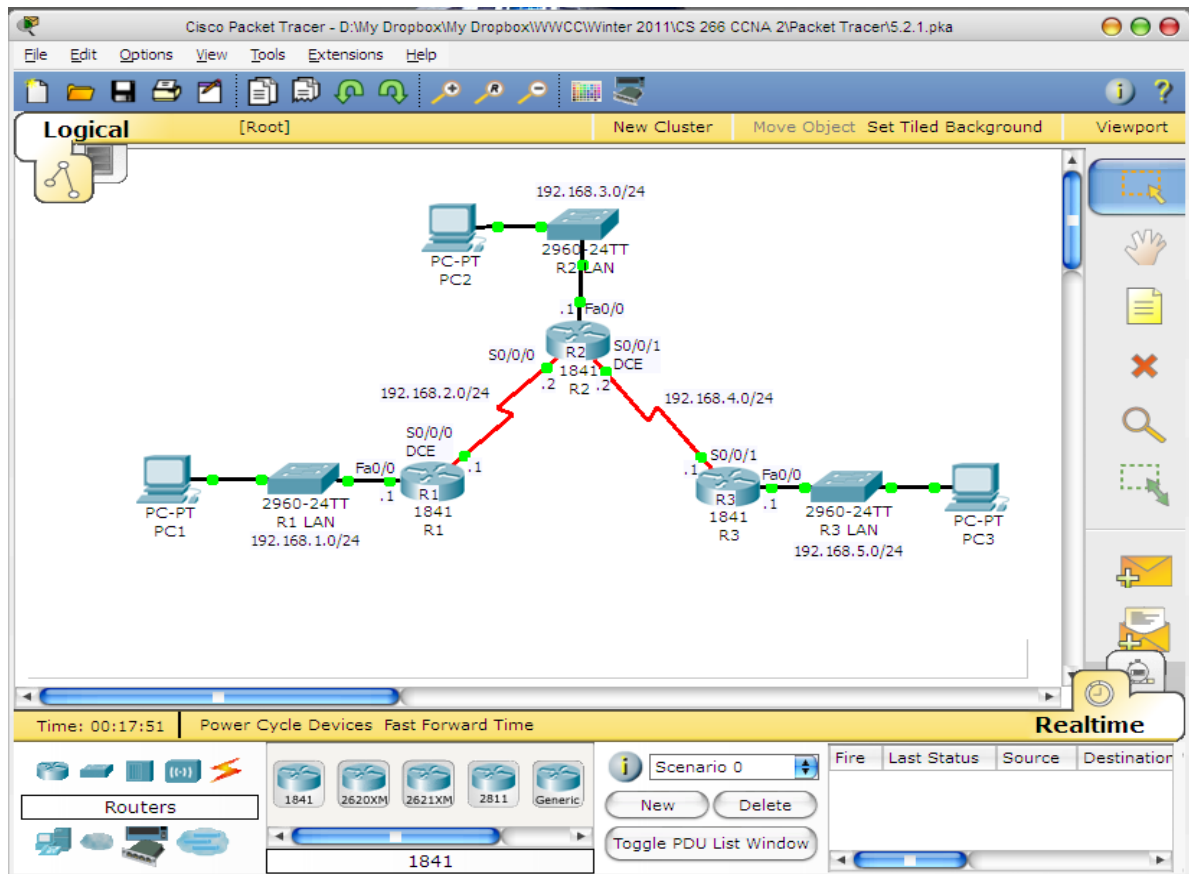 Cisco Packet Tracer - D:\My Dropbox\My Dropbox\WWCC\Winter 2011\CS 266 CCNA 2\Packet Tracer\5.2.1.pka
File Edit Options View Tools Extensions Help
Logical [Root] New Cluster Move Object Set Tiled Background Viewport
192.168.3.0/24
PC-PT
PC2
2960-24TT
R2 LAN
.1 Fa0/0
S0/0/0
R2
S0/0/1
DCE
1841
R2
.2
.2
192.168.2.0/24
192.168.4.0/24
S0/0/0
DCE
.1
Fa0/0
.1
R1
1841
R1
PC-PT
PC1
2960-24TT
R1 LAN
192.168.1.0/24
S0/0/1
.1
Fa0/0
.1
R3
1841
R3
2960-24TT
R3 LAN
192.168.5.0/24
PC-PT
PC3
Time: 00:17:51 Power Cycle Devices Fast Forward Time Realtime
Routers
1841 2620XM 2621XM 2811 Generic
1841
Scenario 0
New Delete
Toggle PDU List Window
Fire Last Status Source Destination